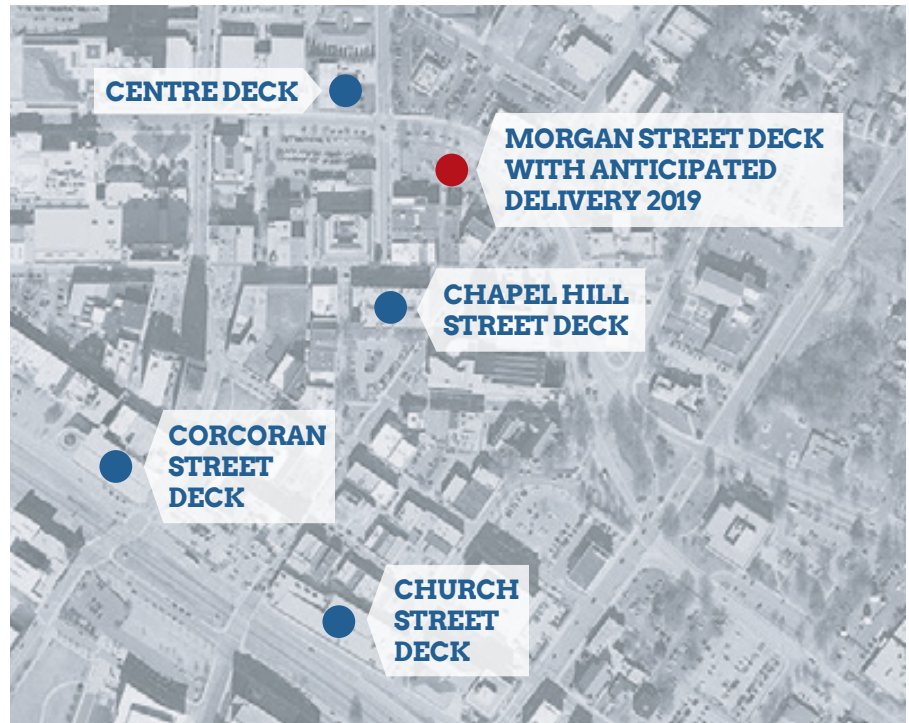 CENTRE DECK
MORGAN STREET DECK
WITH ANTICIPATED
DELIVERY 2019
CHAPEL HILL
STREET DECK
CORCORAN
STREET
DECK
CHURCH
STREET
DECK